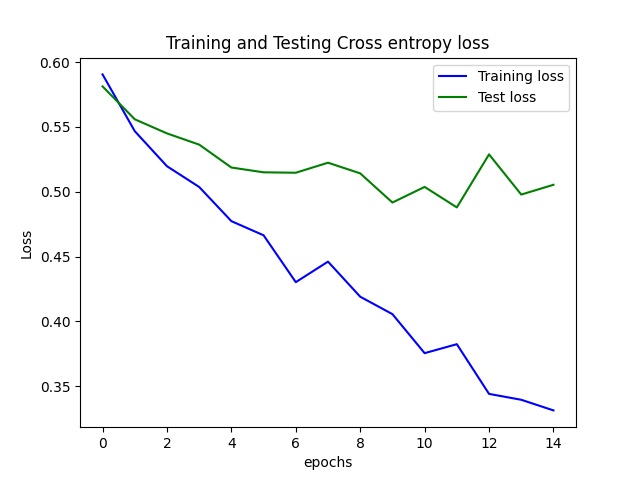 Training and Testing Cross entropy loss
Training loss
Test loss
0.60
0.55
0.50
0.45
0.40
0.35
Loss
0 2 4 6 8 10 12 14
epochs